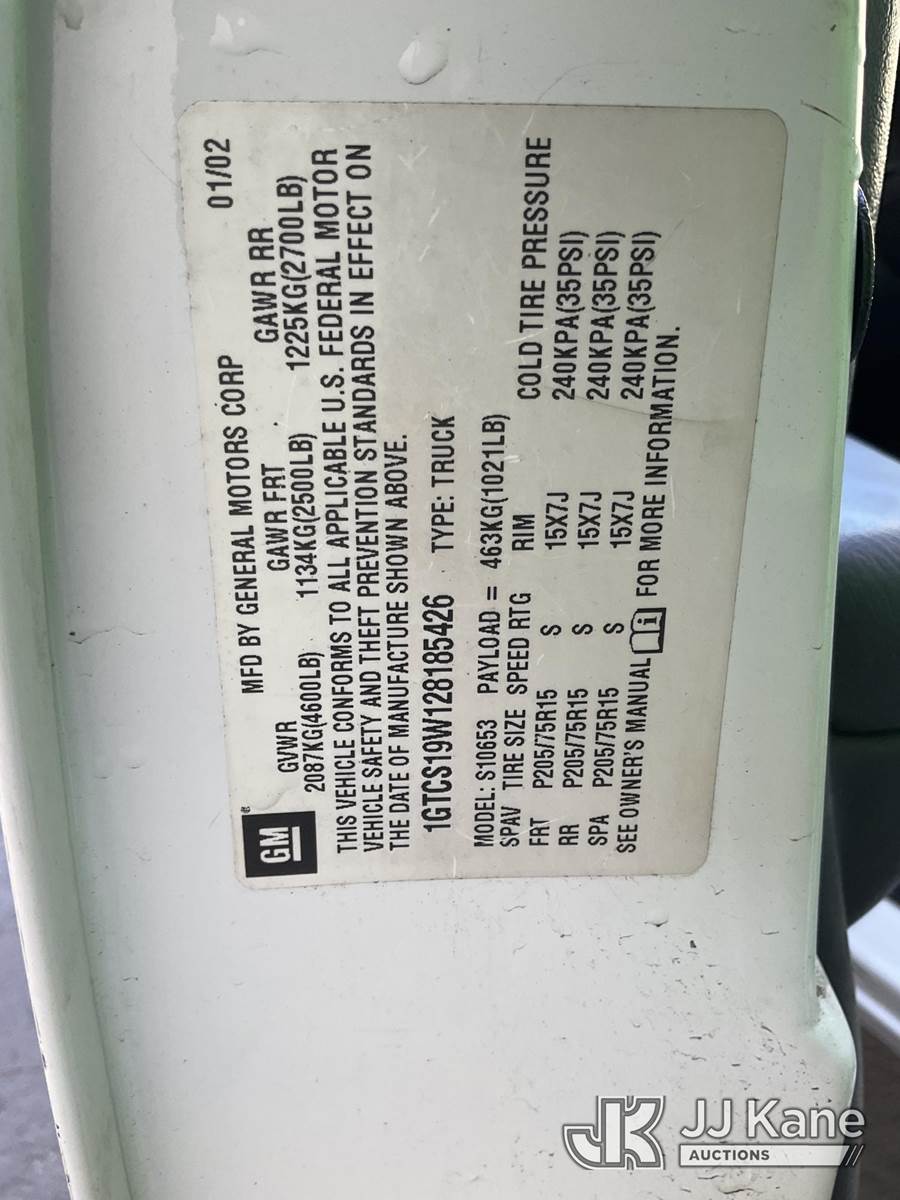 MFD BY GENERAL MOTORS CORP 01/02
GM
GVWR GAWR FRT GAWR RR
2087KG(4600LB) 1134KG(2500LB) 1225KG(2700LB)
THIS VEHICLE CONFORMS TO ALL APPLICABLE U.S. FEDERAL MOTOR
VEHICLE SAFETY AND THEFT PREVENTION STANDARDS IN EFFECT ON
THE DATE OF MANUFACTURE SHOWN ABOVE.
1GTCS19W128185426 TYPE: TRUCK
MODEL: S10653 PAYLOAD = 463KG(1021LB)
SPAV TIRE SIZE SPEED RTG RIM COLD TIRE PRESSURE
FRT P205/75R15 S 15X7J 240KPA(35PSI)
RR P205/75R15 S 15X7J 240KPA(35PSI)
SPA P205/75R15 S 15X7J 240KPA(35PSI)
SEE OWNER'S MANUAL FOR MORE INFORMATION.
JK JJ Kane
AUCTIONS